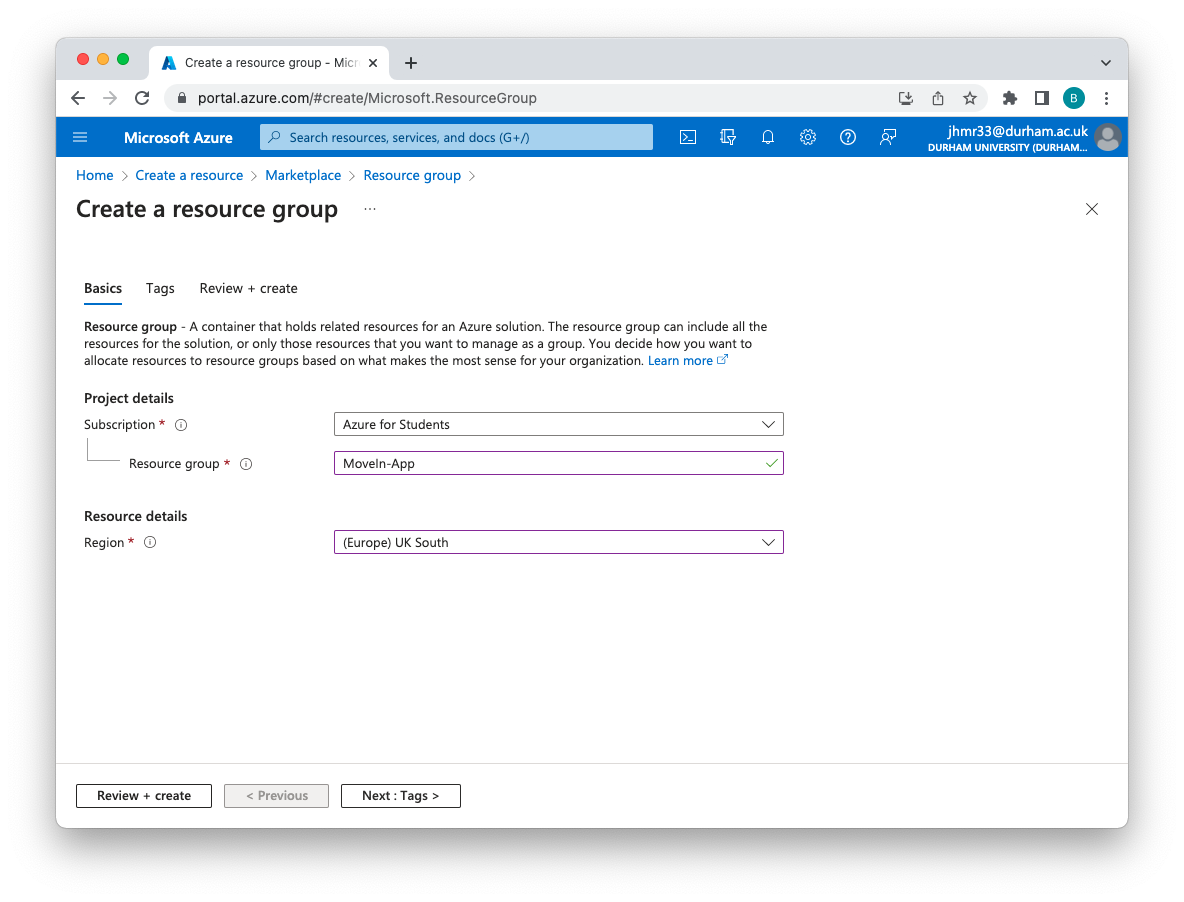 Create a resource group - Micr
portal.azure.com/#create/Microsoft.ResourceGroup
B
Microsoft Azure
Search resources, services, and docs (G+/)
jhmr33@durham.ac.uk
DURHAM UNIVERSITY (DURHAM...
Home > Create a resource > Marketplace > Resource group >
Create a resource group ...
Basics Tags Review + create
Resource group - A container that holds related resources for an Azure solution. The resource group can include all the
resources for the solution, or only those resources that you want to manage as a group. You decide how you want to
allocate resources to resource groups based on what makes the most sense for your organization. Learn more
Project details
Subscription * Azure for Students
Resource group * MoveIn-App
Resource details
Region * (Europe) UK South
Review + create < Previous Next : Tags >